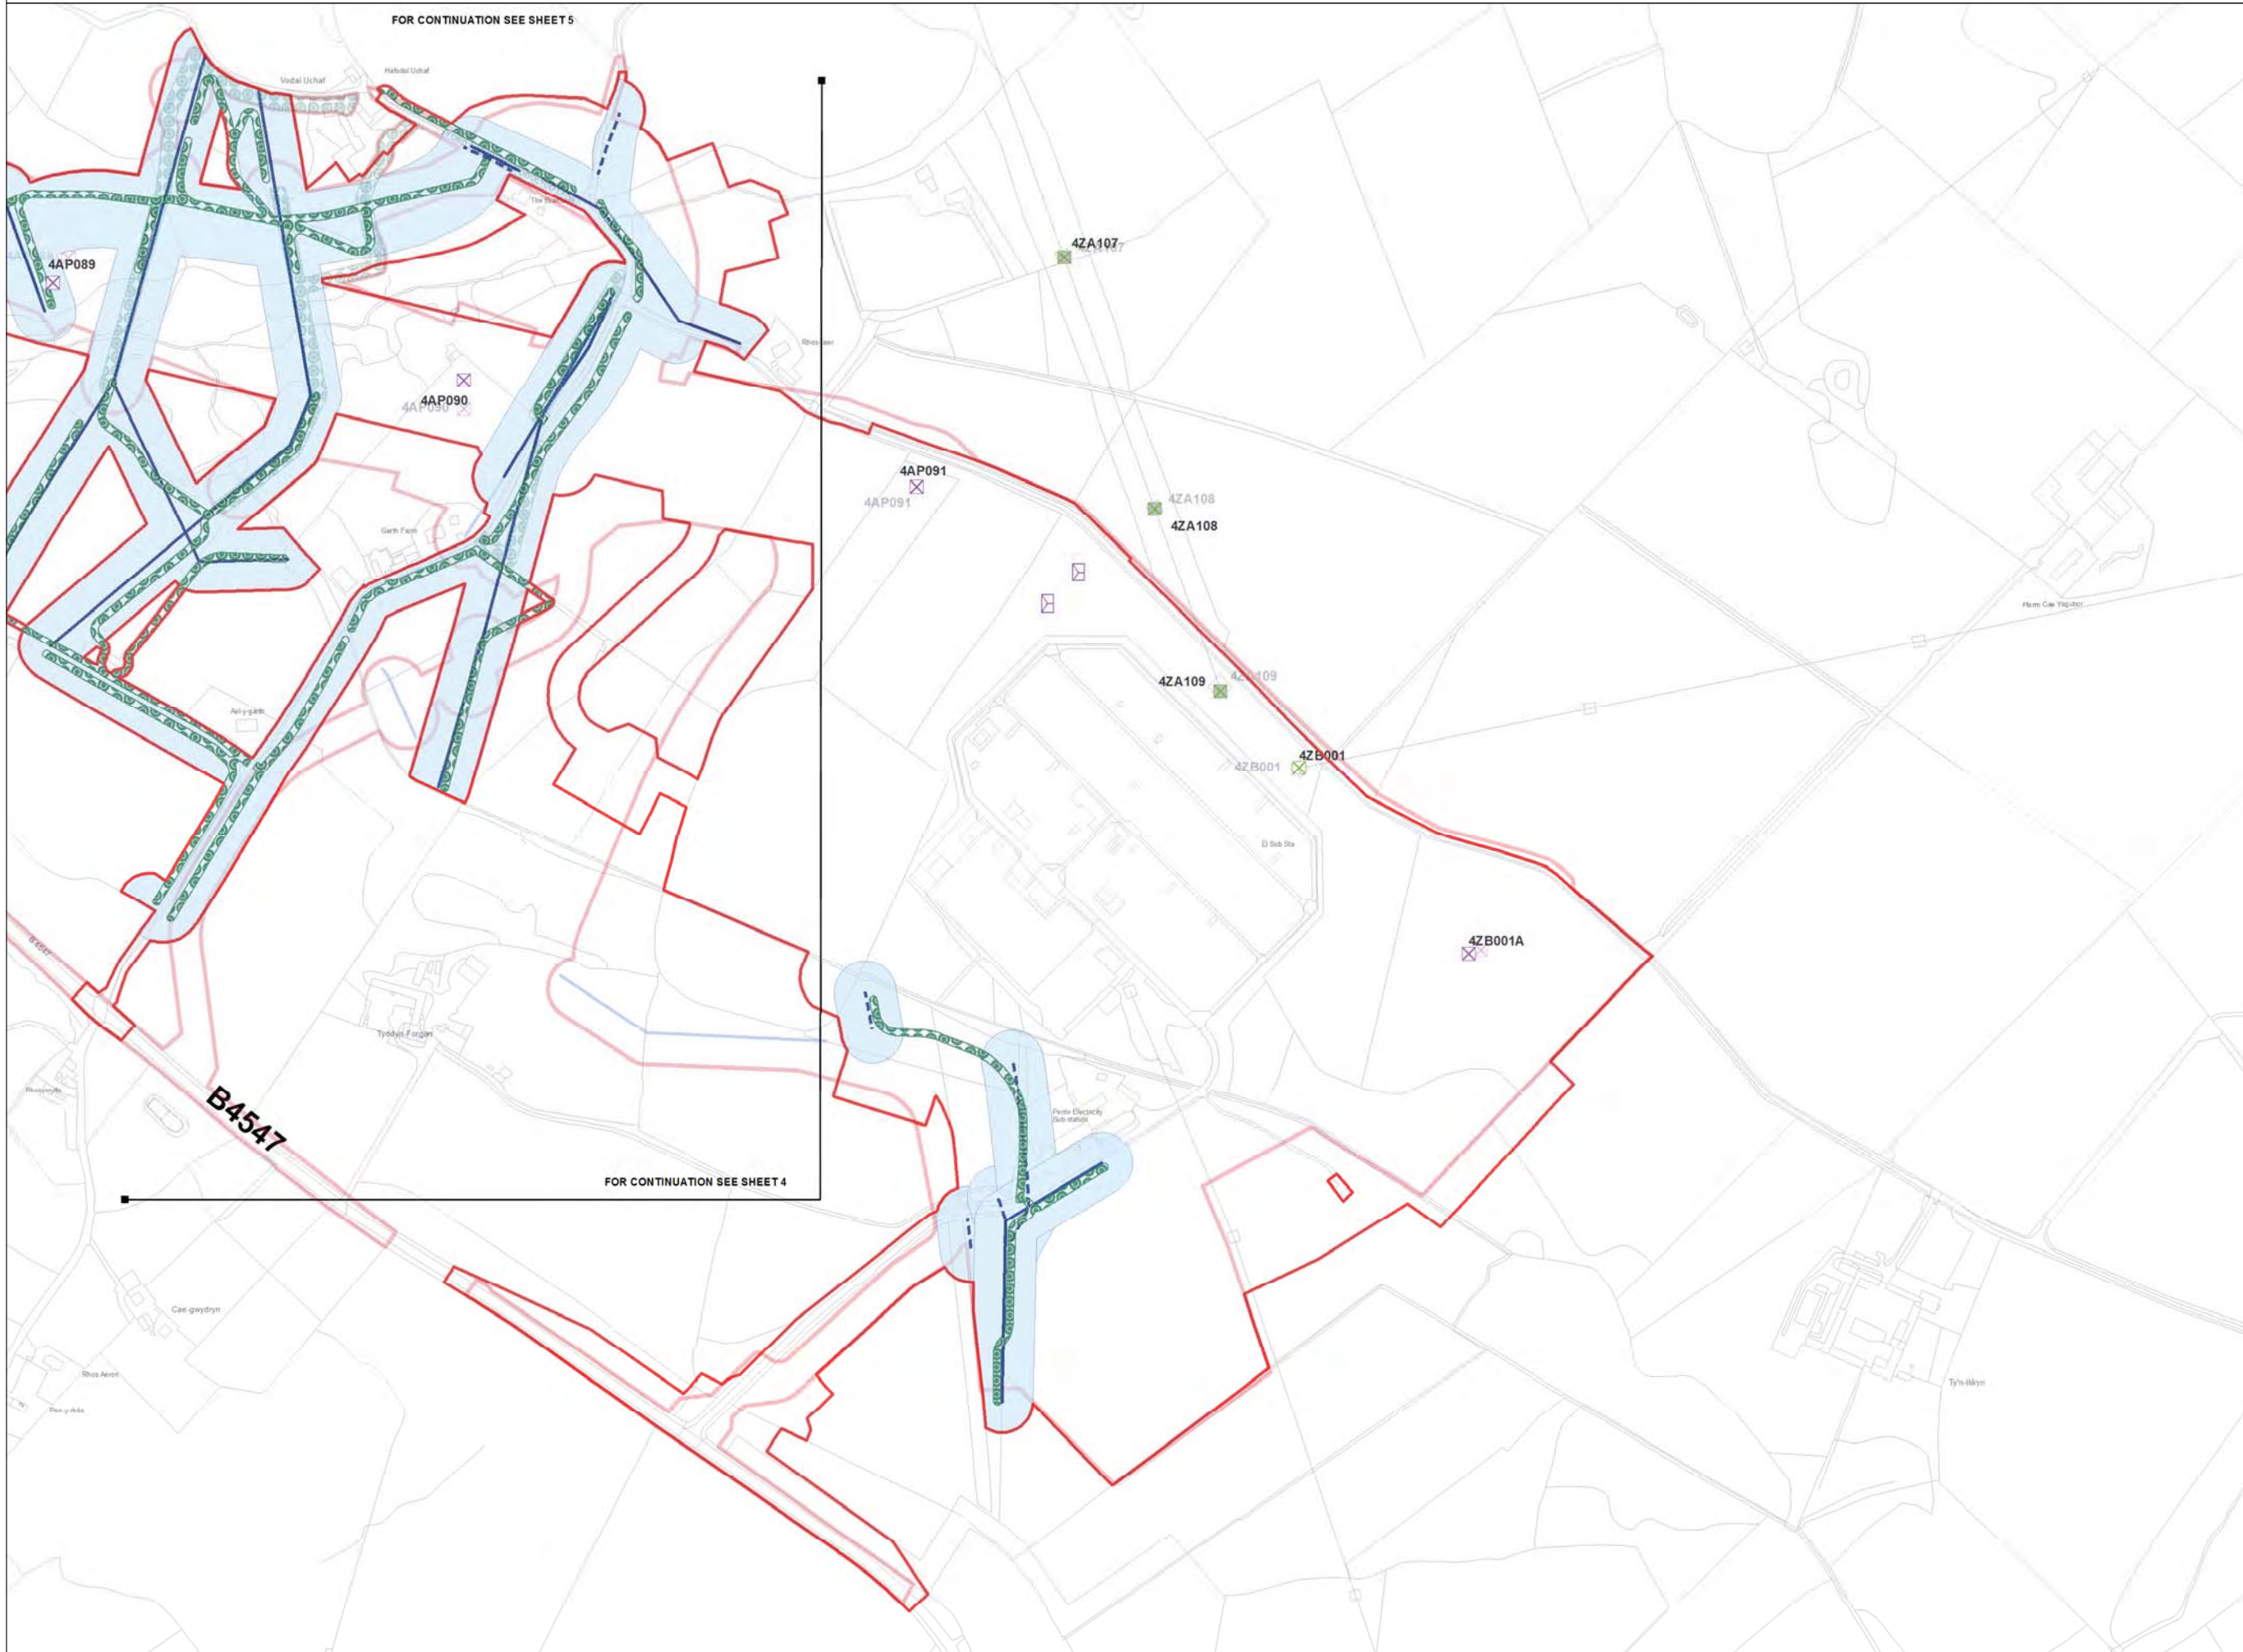 FOR CONTINUATION SEE SHEET 5
Vodal Uchaf
Hafodol Uchaf
4ZA107
4AP089
4AP090
4AP090
4AP091
4AP091
4ZA108
4ZA108
Garth Farm
4ZA109
4ZA109
4ZB001
4ZB001
El Sub Sta
4ZB001A
B4547
Tyddyn Forgan
Pentir Electricity
Sub station
B4547
FOR CONTINUATION SEE SHEET 4
Cae-gwydryn
Rhos Aeron
Ty'n-llwyn